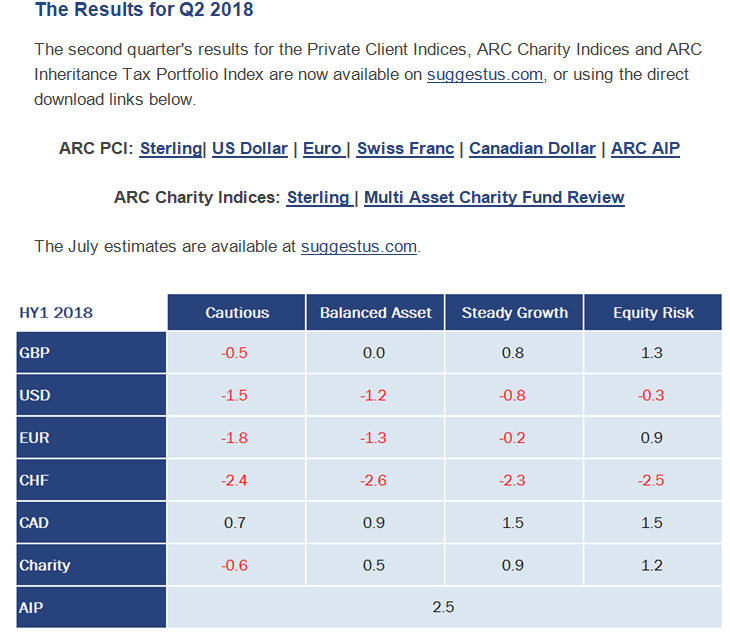 The Results for Q2 2018
The second quarter's results for the Private Client Indices, ARC Charity Indices and ARC
Inheritance Tax Portfolio Index are now available on suggestus.com, or using the direct
download links below.
ARC PCI: Sterling| US Dollar | Euro | Swiss Franc | Canadian Dollar | ARC AIP
ARC Charity Indices: Sterling | Multi Asset Charity Fund Review
The July estimates are available at suggestus.com.
HY1 2018 Cautious Balanced Asset Steady Growth Equity Risk
GBP -0.5 0.0 0.8 1.3
USD -1.5 -1.2 -0.8 -0.3
EUR -1.8 -1.3 -0.2 0.9
CHF -2.4 -2.6 -2.3 -2.5
CAD 0.7 0.9 1.5 1.5
Charity -0.6 0.5 0.9 1.2
AIP 2.5